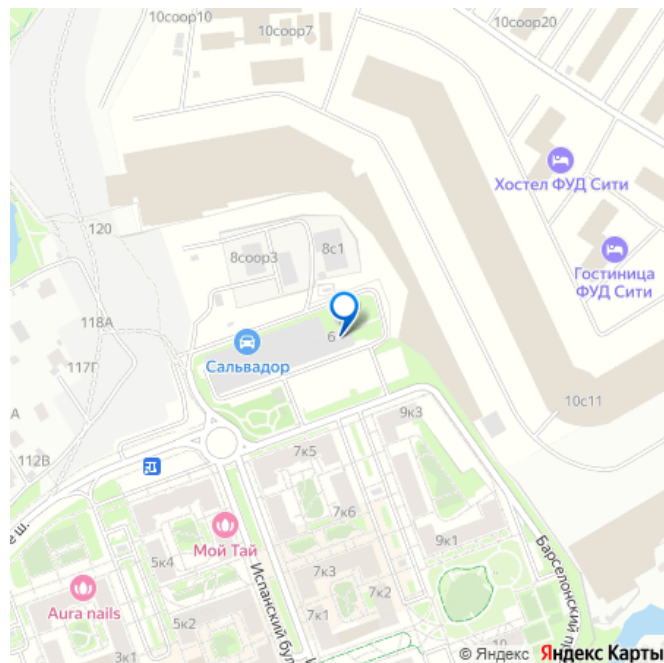 10соор10
10соор7
10соор20
Хостел ФУД Сити
120
8соор3
8с1
Гостиница
ФУД Сити
118А
6
117Г
Сальвадор
А
10с11
9к3
112В
7к5
7к6
е ш.
Мой Тай
9к1
5к4
7к3
7к2
Испанский бул
Барселонский п
Aura nails
5к2
7к1
И
3к1
10
© Яндекс Яндекс Карты